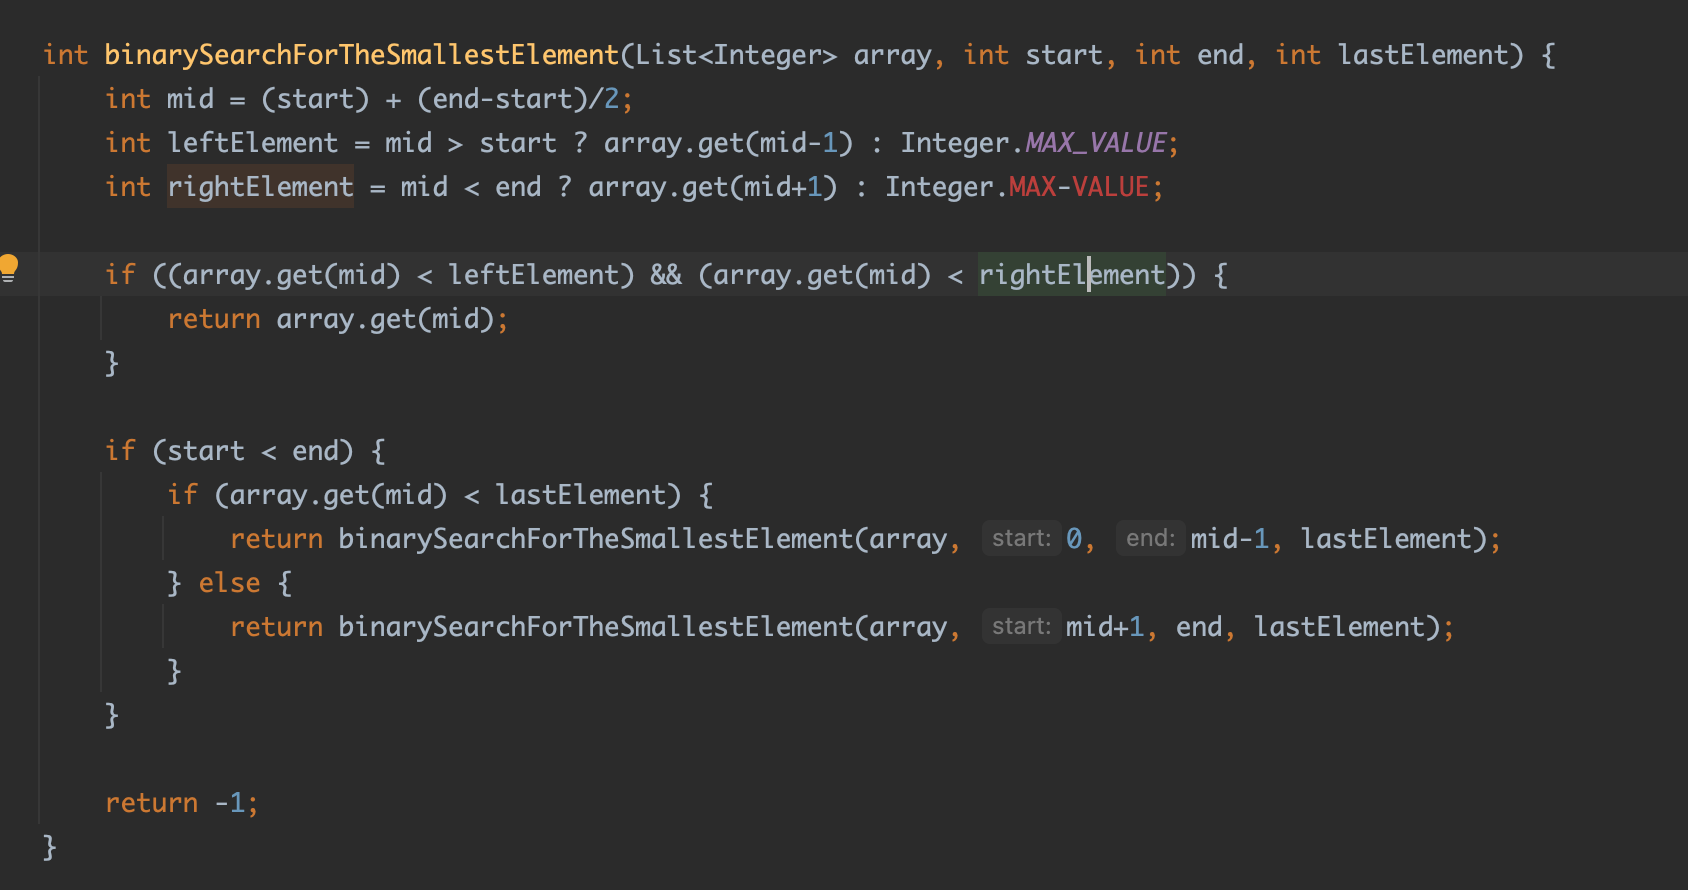 int binarySearchForTheSmallestElement(List<Integer> array, int start, int end, int lastElement) {
int mid = (start) + (end-start)/2;
int leftElement = mid > start ? array.get(mid-1) : Integer.MAX_VALUE;
int rightElement = mid < end ? array.get(mid+1) : Integer.MAX-VALUE;
if ((array.get(mid) < leftElement) && (array.get(mid) < rightElement)) {
return array.get(mid);
}
if (start < end) {
if (array.get(mid) < lastElement) {
return binarySearchForTheSmallestElement(array, start: 0, end: mid-1, lastElement);
} else {
return binarySearchForTheSmallestElement(array, start: mid+1, end, lastElement);
}
}
return -1;
}